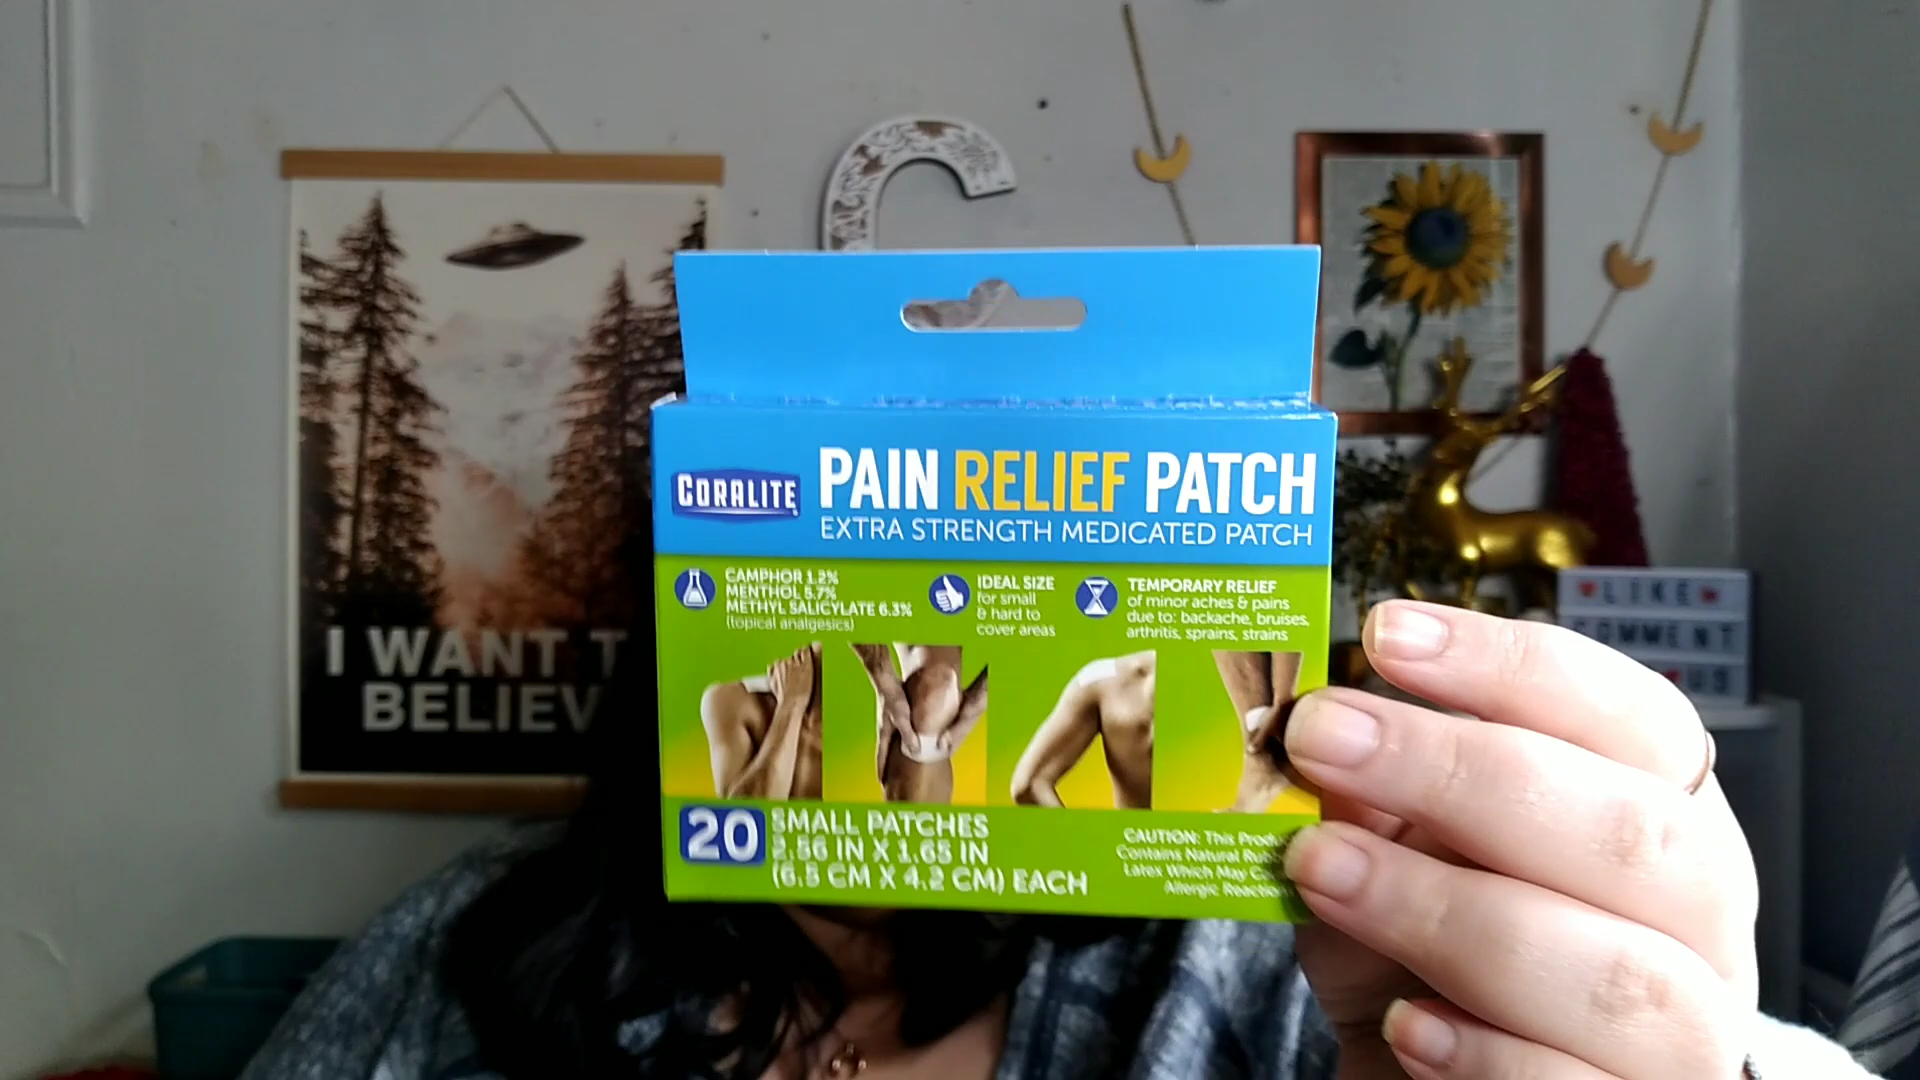 I WANT T
BELIEV
CORALITE
PAIN RELIEF PATCH
EXTRA STRENGTH MEDICATED PATCH
CAMPHOR 1.2%
MENTHOL 5.7%
METHYL SALICYLATE 6.3%
(topical analgesics)
IDEAL SIZE
for small
& hard to
cover areas
TEMPORARY RELIEF
of minor aches & pains
due to: backache, bruises,
arthritis, sprains, strains
20
SMALL PATCHES
2.56 IN X 1.65 IN
(6.5 CM X 4.2 CM) EACH
CAUTION: This Produ
Contains Natural Rubb
Latex Which May C
Allergic Reaction
LIKE
COMMENT
US